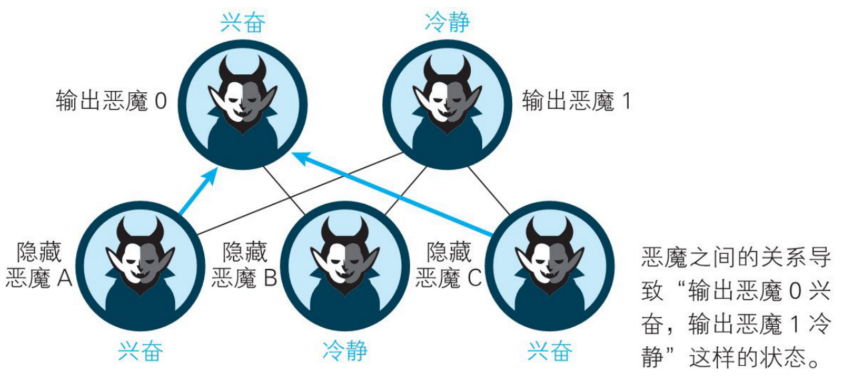 兴奋
冷静
输出恶魔 0
输出恶魔 1
隐藏
恶魔 A
隐藏
恶魔 B
隐藏
恶魔 C
兴奋
冷静
兴奋
恶魔之间的关系导
致“输出恶魔 0 兴
奋，输出恶魔 1 冷
静”这样的状态。